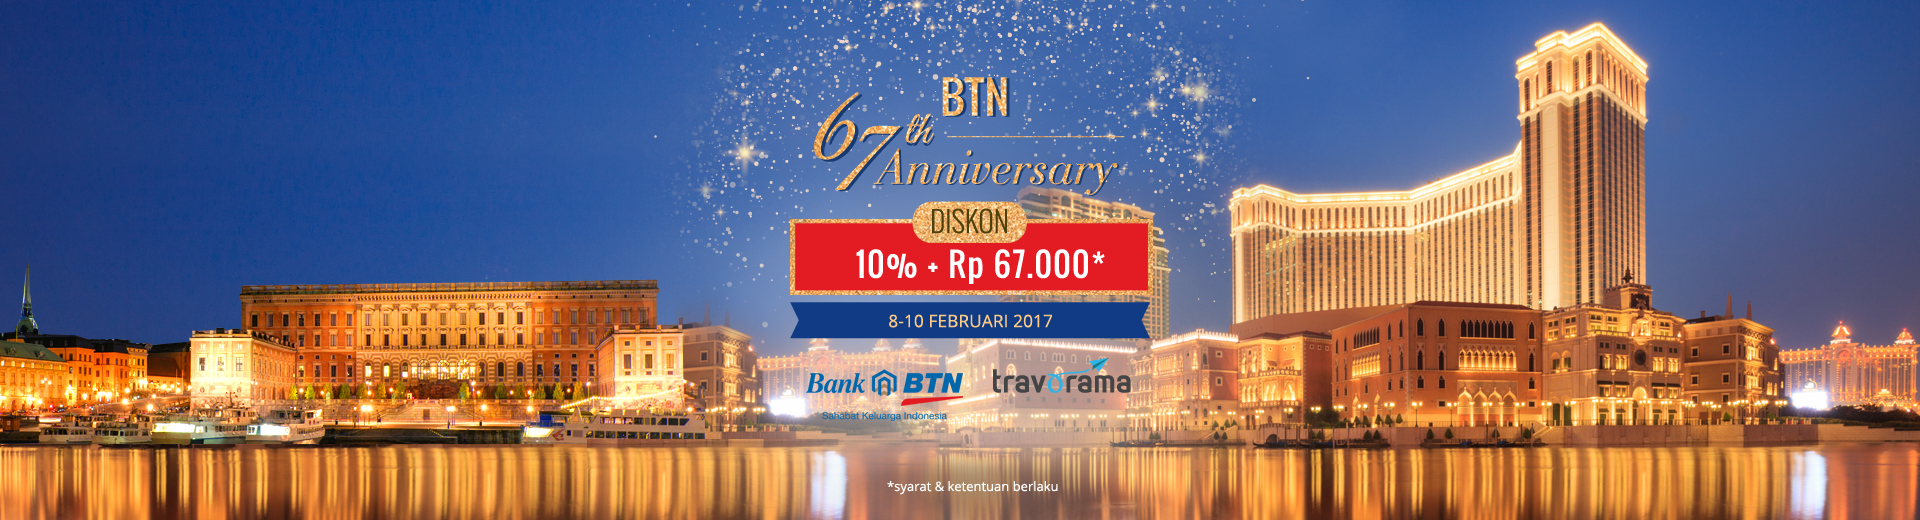 BTN
67th
Anniversary
DISKON
10% + Rp 67.000*
8-10 FEBRUARI 2017
Bank BTN
Sahabat Keluarga Indonesia
travorama
*syarat & ketentuan berlaku